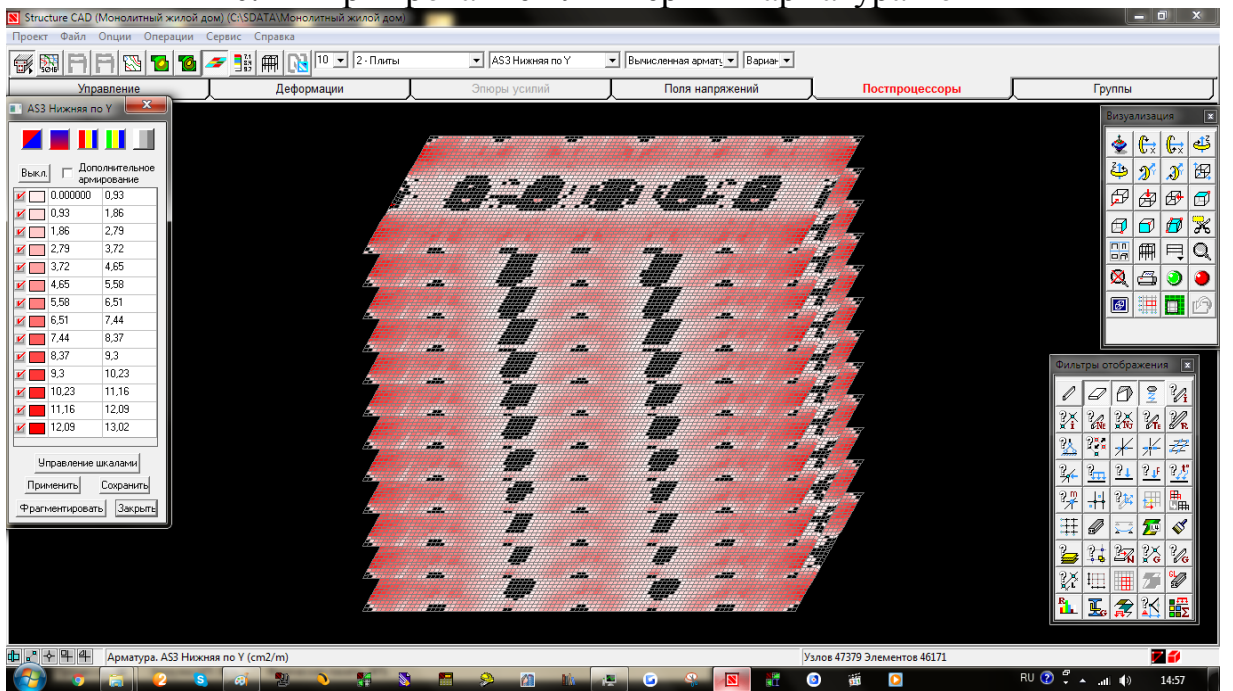 Structure CAD (Монолитный жилой дом) (C:\SDATA\Монолитный жилой дом)
Проект Файл Опции Операции Сервис Справка
10 2 - Плиты AS3 Нижняя по Y Вычисленная армату Вариан
Управление Деформации Эпюры усилий Поля напряжений Постпроцессоры Группы
AS3 Нижняя по Y
Выкл. Дополнительное армирование
0.000000 0,93
0,93 1,86
1,86 2,79
2,79 3,72
3,72 4,65
4,65 5,58
5,58 6,51
6,51 7,44
7,44 8,37
8,37 9,3
9,3 10,23
10,23 11,16
11,16 12,09
12,09 13,02
Управление шкалами
Применить Сохранить
Фрагментировать Закрыть
Визуализация
Фильтры отображения
Арматура. AS3 Нижняя по Y (cm2/m) Узлов 47379 Элементов 46171
RU 14:57